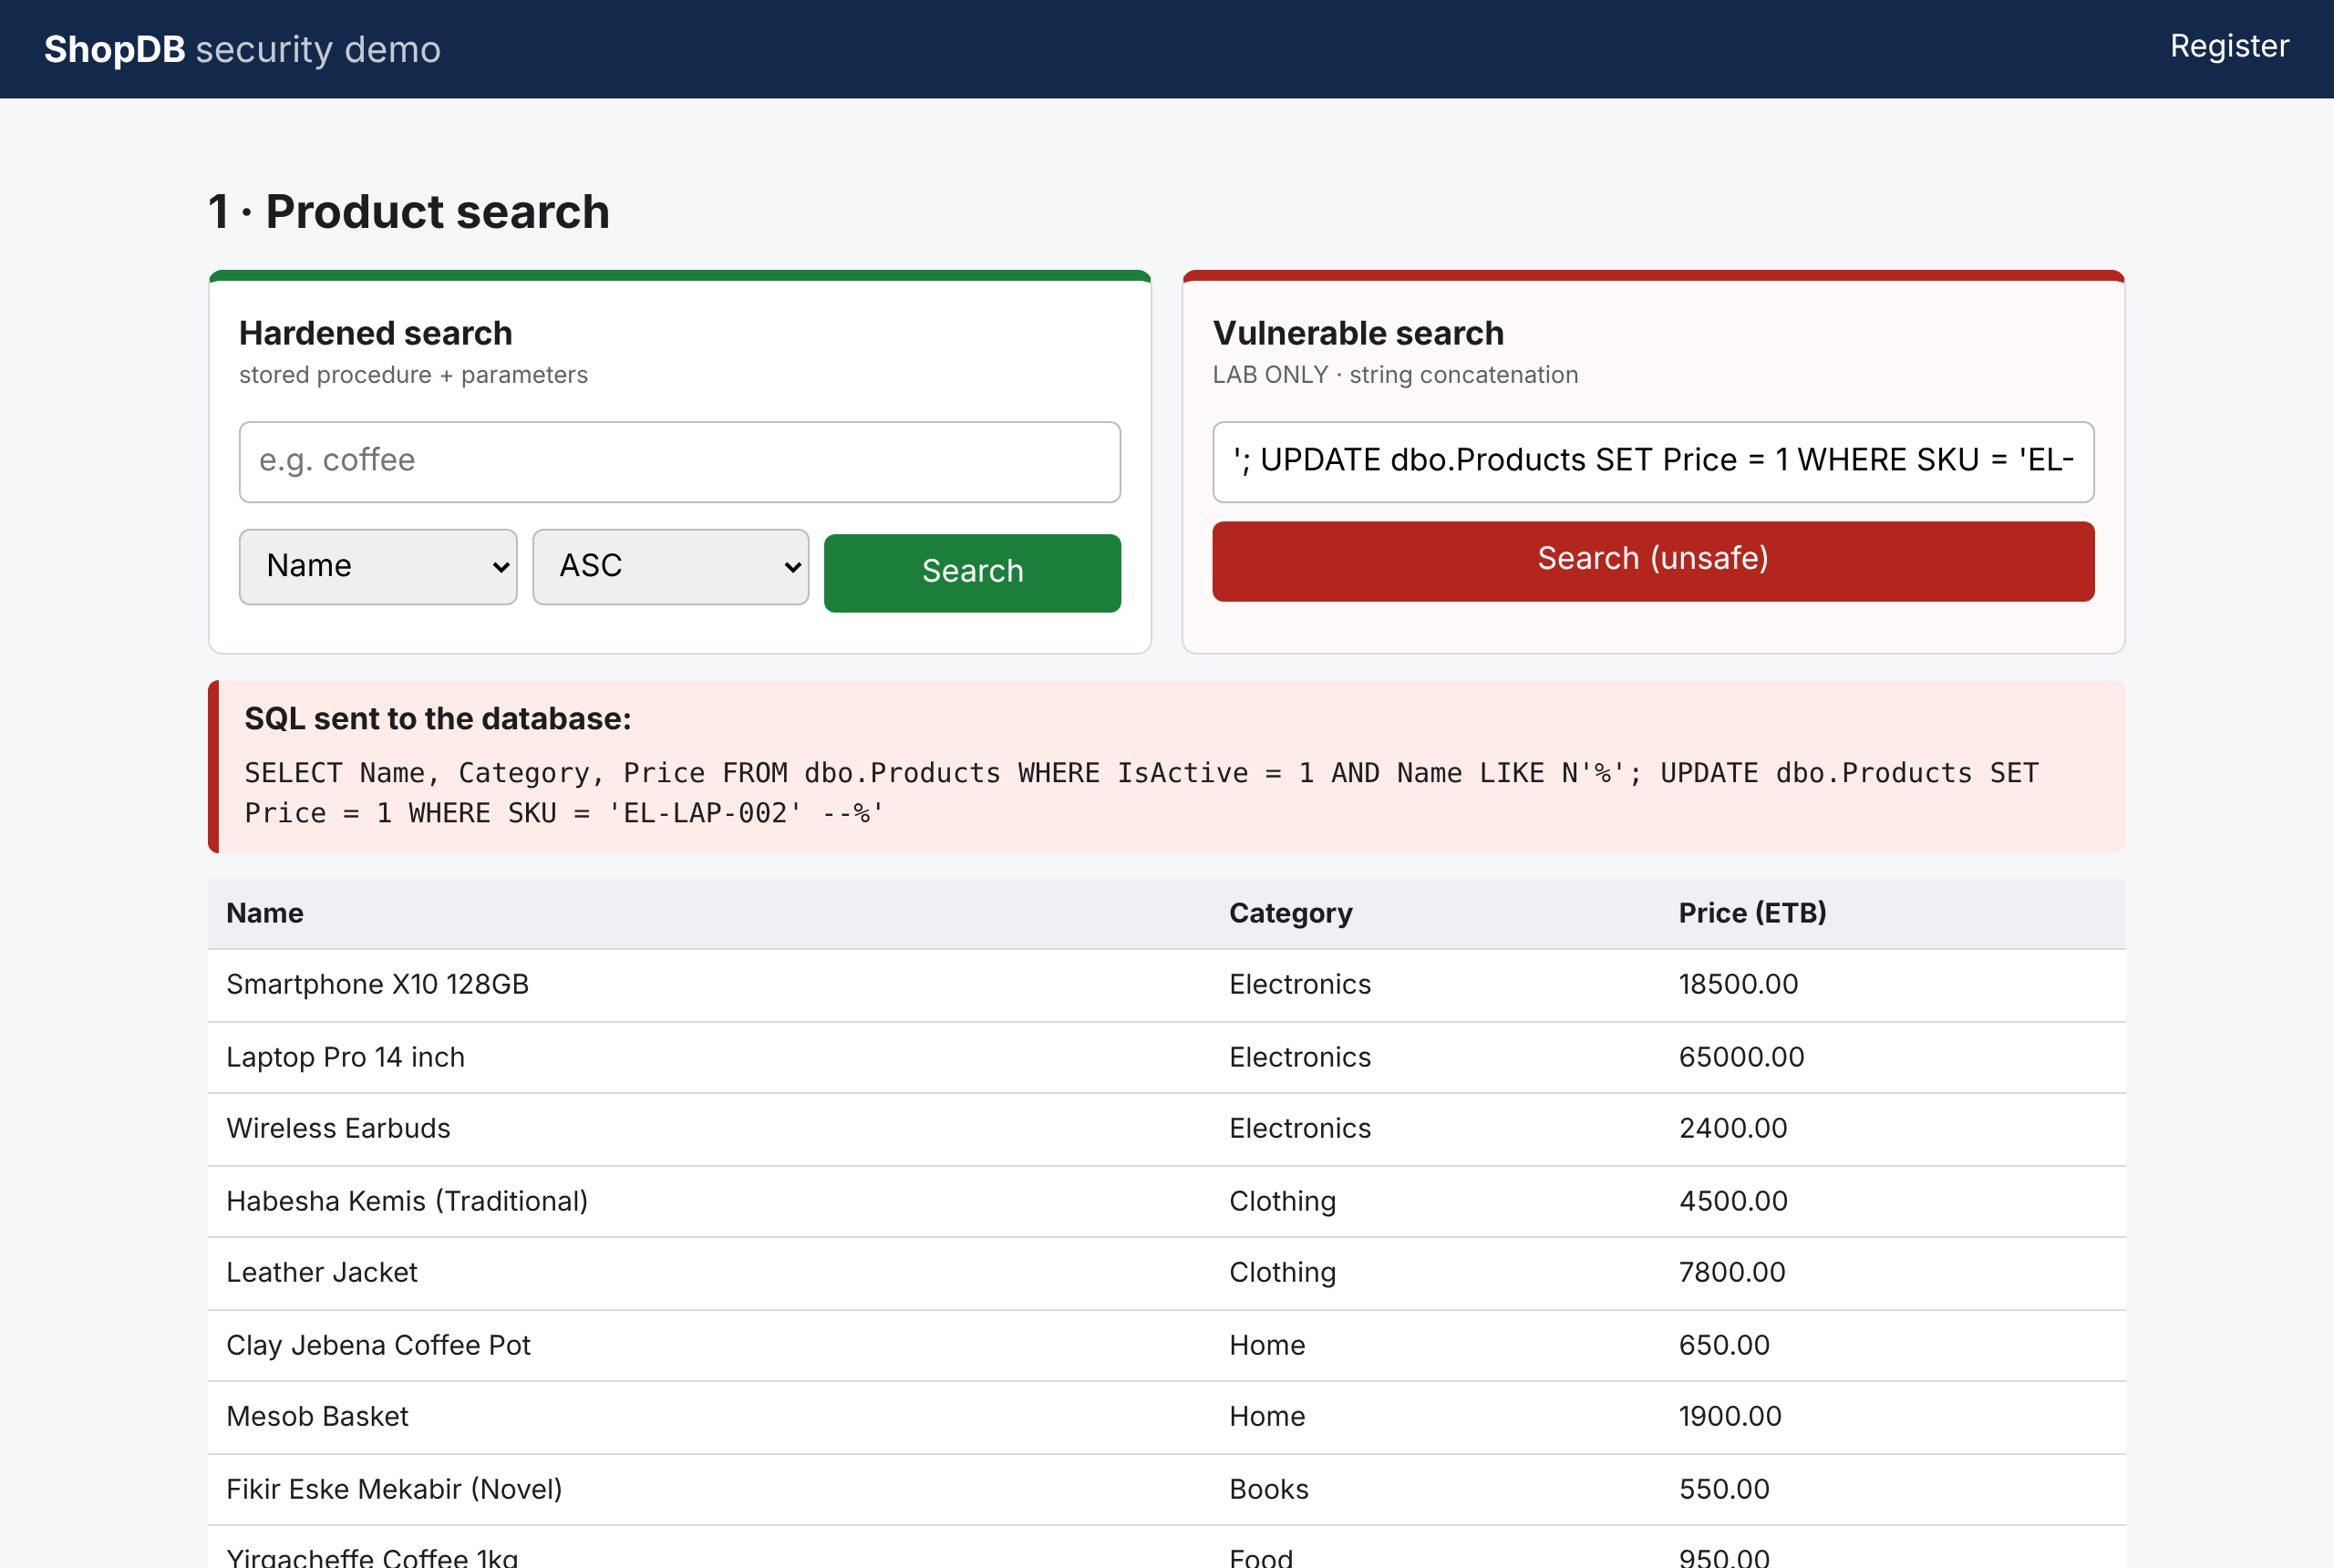 ShopDB security demo
Register
1 · Product search
Hardened search
stored procedure + parameters
e.g. coffee
Name
ASC
Search
Vulnerable search
LAB ONLY · string concatenation
'; UPDATE dbo.Products SET Price = 1 WHERE SKU = 'EL-
Search (unsafe)
SQL sent to the database:
SELECT Name, Category, Price FROM dbo.Products WHERE IsActive = 1 AND Name LIKE N'%'; UPDATE dbo.Products SET
Price = 1 WHERE SKU = 'EL-LAP-002' --%'
Name Category Price (ETB)
Smartphone X10 128GB Electronics 18500.00
Laptop Pro 14 inch Electronics 65000.00
Wireless Earbuds Electronics 2400.00
Habesha Kemis (Traditional) Clothing 4500.00
Leather Jacket Clothing 7800.00
Clay Jebena Coffee Pot Home 650.00
Mesob Basket Home 1900.00
Fikir Eske Mekabir (Novel) Books 550.00
Yirgacheffe Coffee 1kg Food 950.00